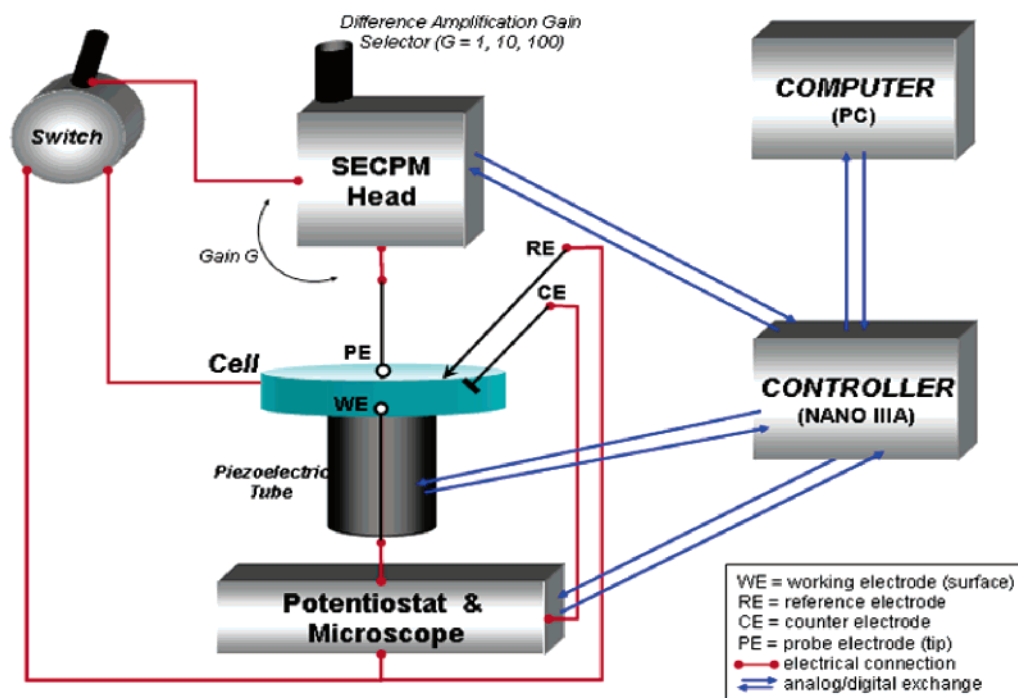 Difference Amplification Gain
Selector (G = 1, 10, 100)
Switch
SECPM
Head
COMPUTER
(PC)
Gain G
RE
CE
PE
Cell
WE
CONTROLLER
(NANO IIIA)
Piezoelectric
Tube
Potentiostat &
Microscope
WE = working electrode (surface)
RE = reference electrode
CE = counter electrode
PE = probe electrode (tip)
electrical connection
analog/digital exchange